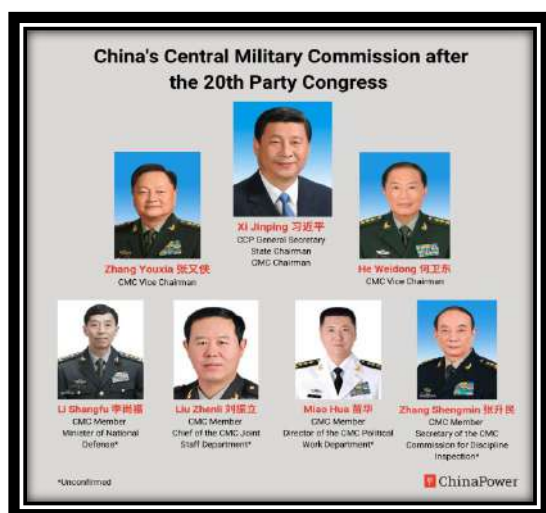 China's Central Military Commission after
the 20th Party Congress
Xi Jinping 习近平
CCP General Secretary
State Chairman
CMC Chairman
Zhang Youxia 张又侠
CMC Vice Chairman
He Weidong 何卫东
CMC Vice Chairman
Li Shangfu 李尚福
CMC Member
Minister of National
Defense*
Liu Zhenli 刘振立
CMC Member
Chief of the CMC Joint
Staff Department*
Miao Hua 苗华
CMC Member
Director of the CMC Political
Work Department*
Zhang Shengmin 张升民
CMC Member
Secretary of the CMC
Commission for Discipline
Inspection*
*Unconfirmed
ChinaPower